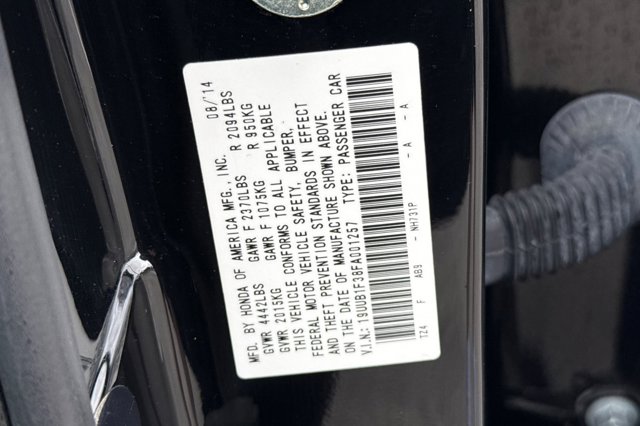 MFD. BY HONDA OF AMERICA MFG., INC. 08/'14
GVWR 4442LBS GAWR F 2370LBS R 2094LBS
GVWR 2015KG GAWR F 1075KG R 950KG
THIS VEHICLE CONFORMS TO ALL APPLICABLE
FEDERAL MOTOR VEHICLE SAFETY, BUMPER,
AND THEFT PREVENTION STANDARDS IN EFFECT
ON THE DATE OF MANUFACTURE SHOWN ABOVE.
V.I.N.: 19UUB1F38FA001257 TYPE: PASSENGER CAR
TZ4 F AB9 - NH731P - A - A